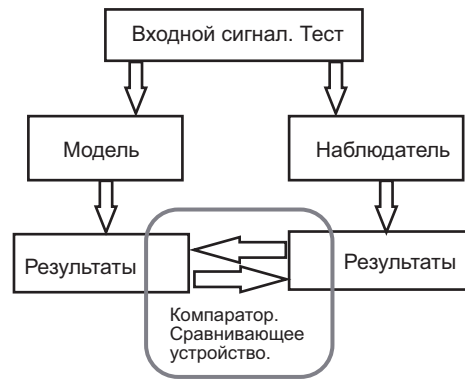 Входной сигнал. Тест
Модель
Наблюдатель
Результаты
Результаты
Компаратор.
Сравнивающее
устройство.